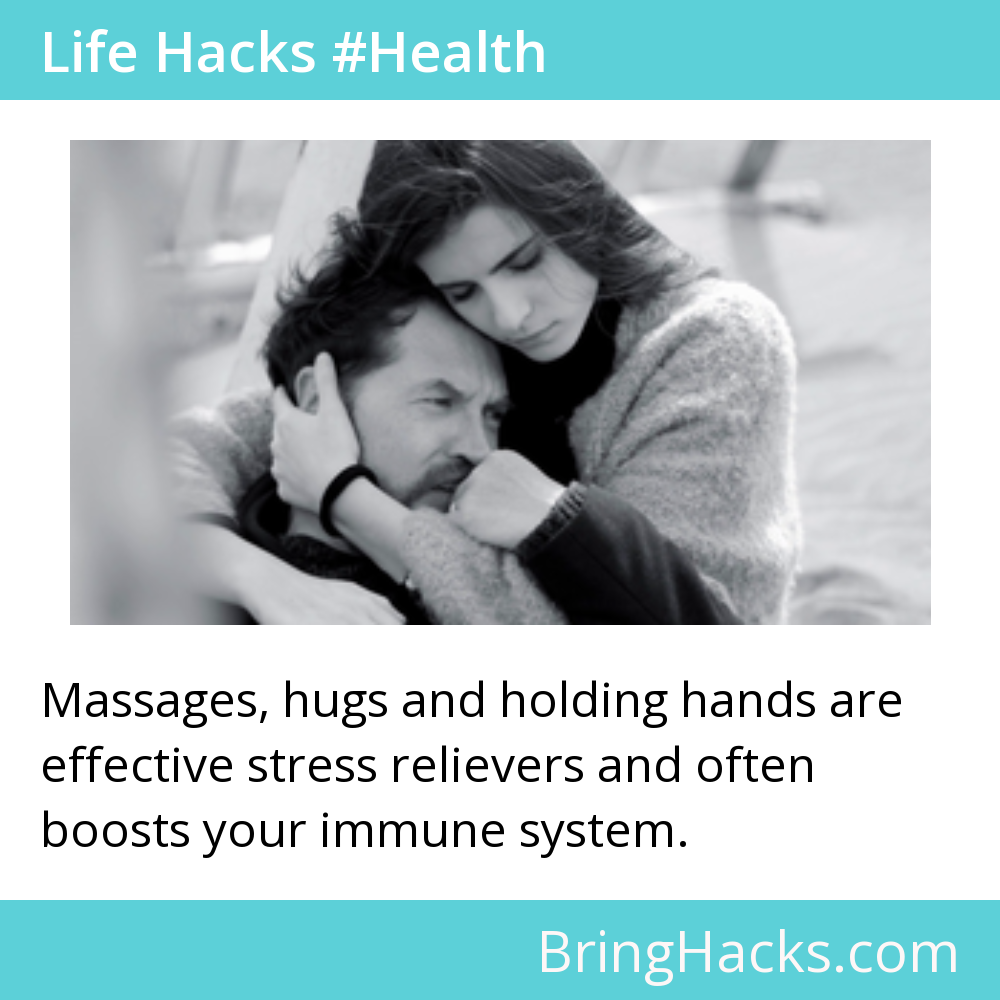 Life Hacks #Health
Massages, hugs and holding hands are
effective stress relievers and often
boosts your immune system.
BringHacks.com